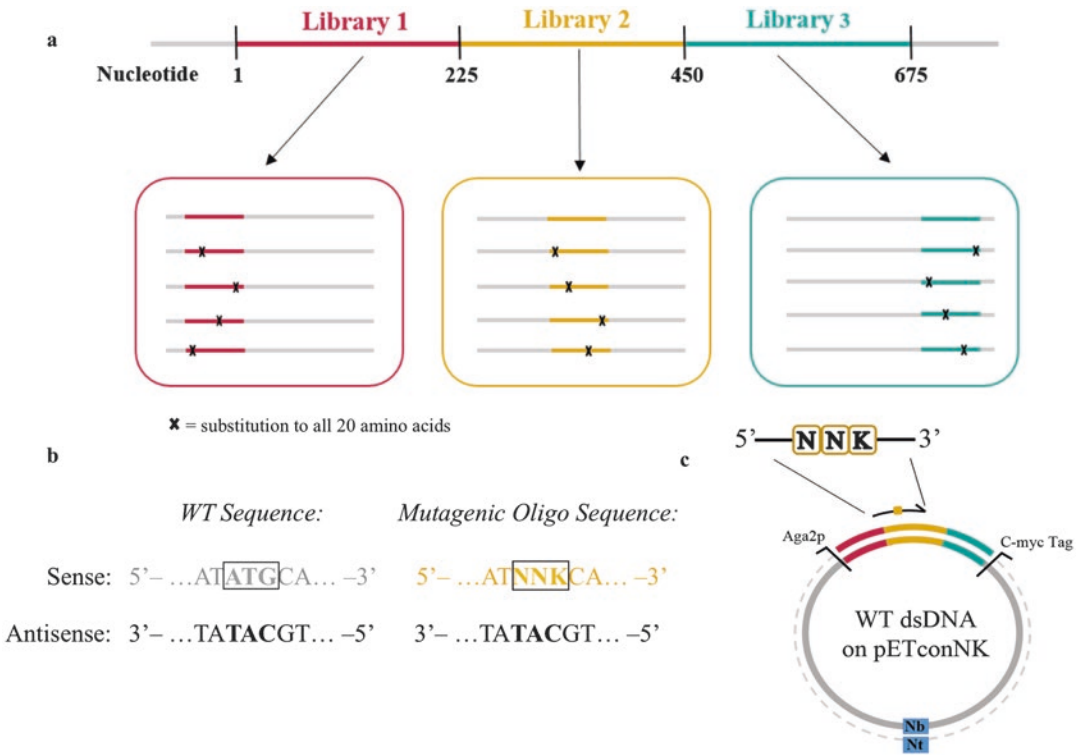 a
Library 1 Library 2 Library 3
Nucleotide 1 225 450 675
x = substitution to all 20 amino acids
b
WT Sequence: Mutagenic Oligo Sequence:
Sense: 5’– …ATATGCA… –3’ 5’– …ATNNKCA… –3’
Antisense: 3’– …TATACGT… –5’ 3’– …TATACGT… –5’
c
5’ N N K 3’
Aga2p C-myc Tag
WT dsDNA
on pETconNK
Nb
Nt